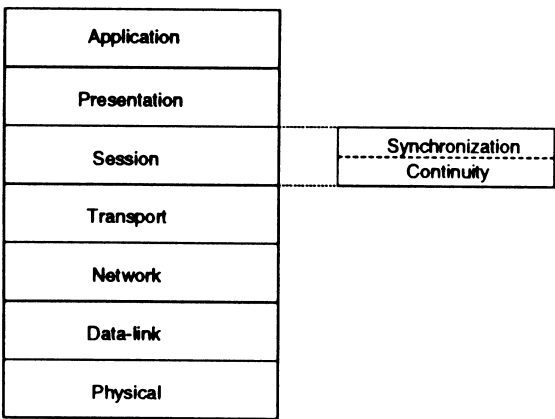 Application
Presentation
Session
Synchronization
Continuity
Transport
Network
Data-link
Physical